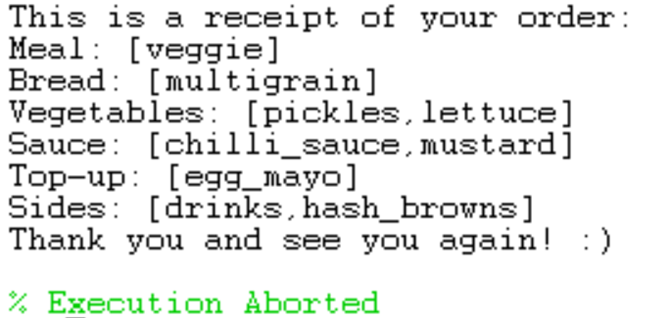 This is a receipt of your order:
Meal: [veggie]
Bread: [multigrain]
Vegetables: [pickles,lettuce]
Sauce: [chilli_sauce,mustard]
Top-up: [egg_mayo]
Sides: [drinks,hash_browns]
Thank you and see you again! :)
% Execution Aborted